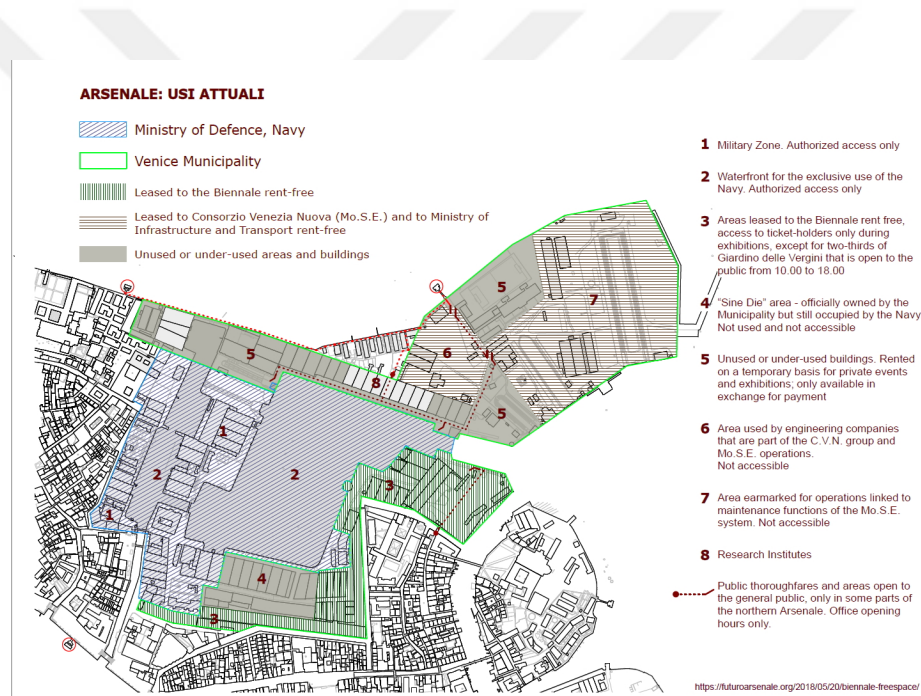 ARSENALE: USI ATTUALI
Ministry of Defence, Navy
Venice Municipality
Leased to the Biennale rent-free
Leased to Consorzio Venezia Nuova (Mo.S.E.) and to Ministry of
Infrastructure and Transport rent-free
Unused or under-used areas and buildings
1 Military Zone. Authorized access only
2 Waterfront for the exclusive use of the
Navy. Authorized access only
3 Areas leased to the Biennale rent free,
access to ticket-holders only during
exhibitions, except for two-thirds of
Giardino delle Vergini that is open to the
public from 10.00 to 18.00
4 "Sine Die" area - officially owned by the
Municipality but still occupied by the Navy
Not used and not accessible
5 Unused or under-used buildings. Rented
on a temporary basis for private events
and exhibitions; only available in
exchange for payment
6 Area used by engineering companies
that are part of the C.V.N. group and
Mo.S.E. operations.
Not accessible
7 Area earmarked for operations linked to
maintenance functions of the Mo.S.E.
system. Not accessible
8 Research Institutes
Public thoroughfares and areas open to
the general public, only in some parts of
the northern Arsenale. Office opening
hours only.
5
7
5
6
8
5
1
2
2
3
1
4
3
https://futuroarsenale.org/2018/05/20/biennale-freespace/